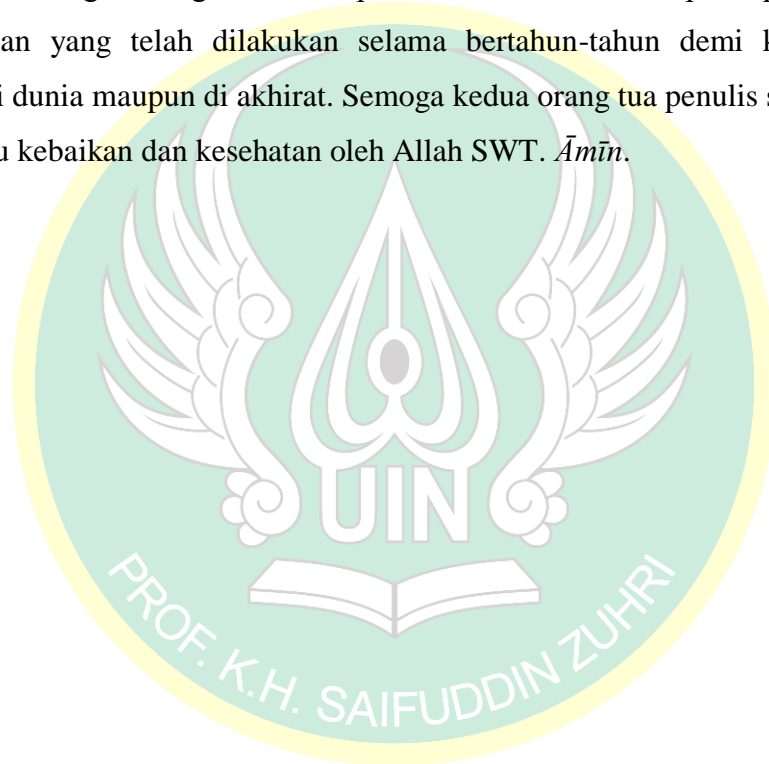 an yang telah dilakukan selama bertahun-tahun demi k
i dunia maupun di akhirat. Semoga kedua orang tua penulis s
u kebaikan dan kesehatan oleh Allah SWT. Āmīn.
UIN
PROF. K.H. SAIFUDDIN ZUHRI